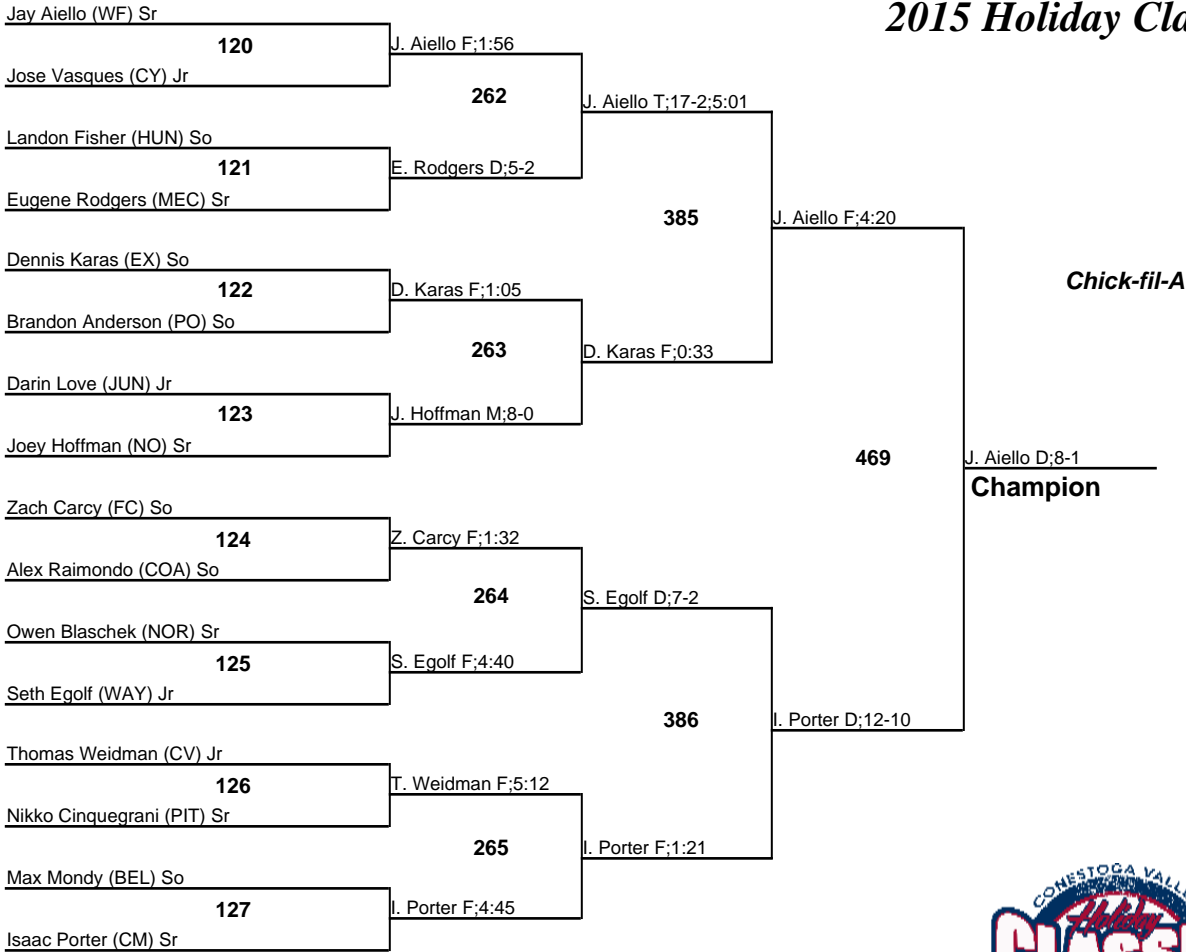 Jay Aiello (WF) Sr
2015 Holiday Cla
120
J. Aiello F;1:56
Jose Vasques (CY) Jr
262
J. Aiello T;17-2;5:01
Landon Fisher (HUN) So
121
E. Rodgers D;5-2
Eugene Rodgers (MEC) Sr
385
J. Aiello F;4:20
Dennis Karas (EX) So
Chick-fil-A
122
D. Karas F;1:05
Brandon Anderson (PO) So
263
D. Karas F;0:33
Darin Love (JUN) Jr
123
J. Hoffman M;8-0
Joey Hoffman (NO) Sr
469
J. Aiello D;8-1
Champion
Zach Carcy (FC) So
124
Z. Carcy F;1:32
Alex Raimondo (COA) So
264
S. Egolf D;7-2
Owen Blaschek (NOR) Sr
125
S. Egolf F;4:40
Seth Egolf (WAY) Jr
386
I. Porter D;12-10
Thomas Weidman (CV) Jr
126
T. Weidman F;5:12
Nikko Cinquegrani (PIT) Sr
265
I. Porter F;1:21
Max Mondy (BEL) So
127
I. Porter F;4:45
Isaac Porter (CM) Sr
CONESTOGA VALL
Holiday